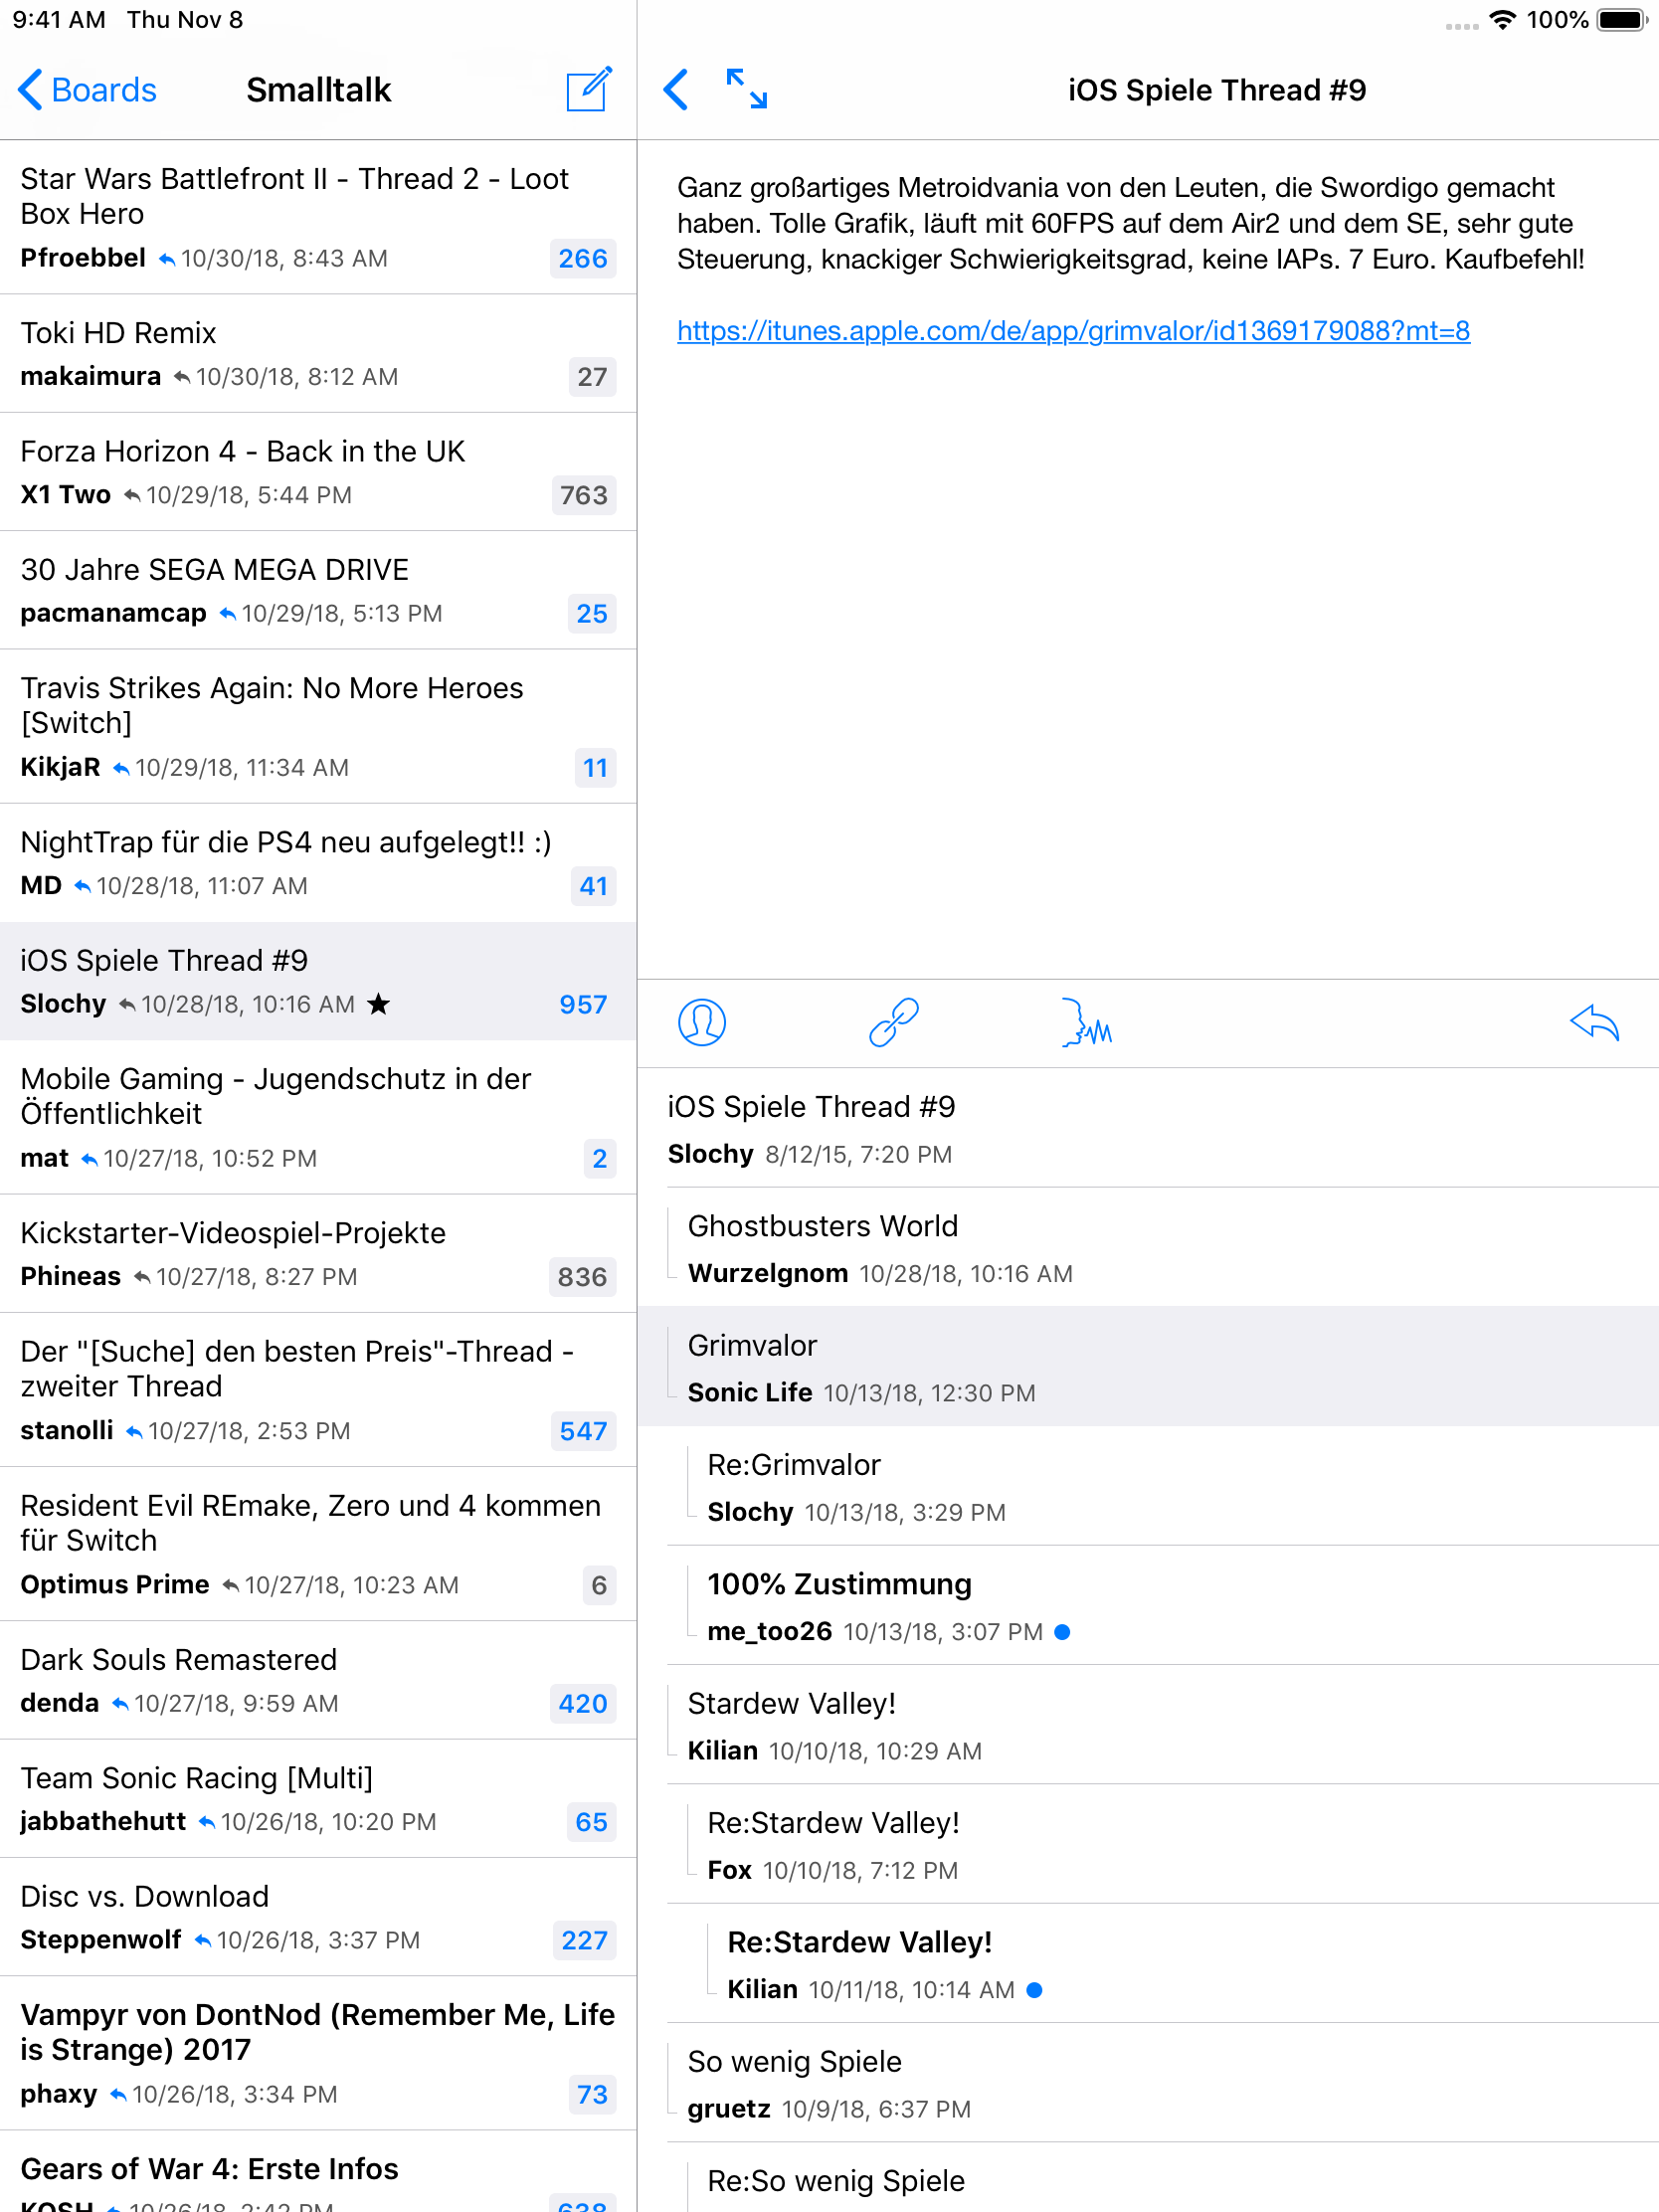 9:41 AM Thu Nov 8
100%
Boards
Smalltalk
iOS Spiele Thread #9
Star Wars Battlefront II - Thread 2 - Loot
Box Hero
Pfroebbel 10/30/18, 8:43 AM 266
Toki HD Remix
makaimura 10/30/18, 8:12 AM 27
Forza Horizon 4 - Back in the UK
X1 Two 10/29/18, 5:44 PM 763
30 Jahre SEGA MEGA DRIVE
pacmanamcap 10/29/18, 5:13 PM 25
Travis Strikes Again: No More Heroes
[Switch]
KikjaR 10/29/18, 11:34 AM 11
NightTrap für die PS4 neu aufgelegt!! :)
MD 10/28/18, 11:07 AM 41
iOS Spiele Thread #9
Slochy 10/28/18, 10:16 AM ★ 957
Mobile Gaming - Jugendschutz in der
Öffentlichkeit
mat 10/27/18, 10:52 PM 2
Kickstarter-Videospiel-Projekte
Phineas 10/27/18, 8:27 PM 836
Der "[Suche] den besten Preis"-Thread -
zweiter Thread
stanolli 10/27/18, 2:53 PM 547
Resident Evil REmake, Zero und 4 kommen
für Switch
Optimus Prime 10/27/18, 10:23 AM 6
Dark Souls Remastered
denda 10/27/18, 9:59 AM 420
Team Sonic Racing [Multi]
jabbathehutt 10/26/18, 10:20 PM 65
Disc vs. Download
Steppenwolf 10/26/18, 3:37 PM 227
Vampyr von DontNod (Remember Me, Life
is Strange) 2017
phaxy 10/26/18, 3:34 PM 73
Gears of War 4: Erste Infos
KOSH 10/26/18, 2:42 PM 638
Ganz großartiges Metroidvania von den Leuten, die Swordigo gemacht
haben. Tolle Grafik, läuft mit 60FPS auf dem Air2 und dem SE, sehr gute
Steuerung, knackiger Schwierigkeitsgrad, keine IAPs. 7 Euro. Kaufbefehl!
https://itunes.apple.com/de/app/grimvalor/id1369179088?mt=8
iOS Spiele Thread #9
Slochy 8/12/15, 7:20 PM
Ghostbusters World
Wurzelgnom 10/28/18, 10:16 AM
Grimvalor
Sonic Life 10/13/18, 12:30 PM
Re:Grimvalor
Slochy 10/13/18, 3:29 PM
100% Zustimmung
me_too26 10/13/18, 3:07 PM
Stardew Valley!
Kilian 10/10/18, 10:29 AM
Re:Stardew Valley!
Fox 10/10/18, 7:12 PM
Re:Stardew Valley!
Kilian 10/11/18, 10:14 AM
So wenig Spiele
gruetz 10/9/18, 6:37 PM
Re:So wenig Spiele